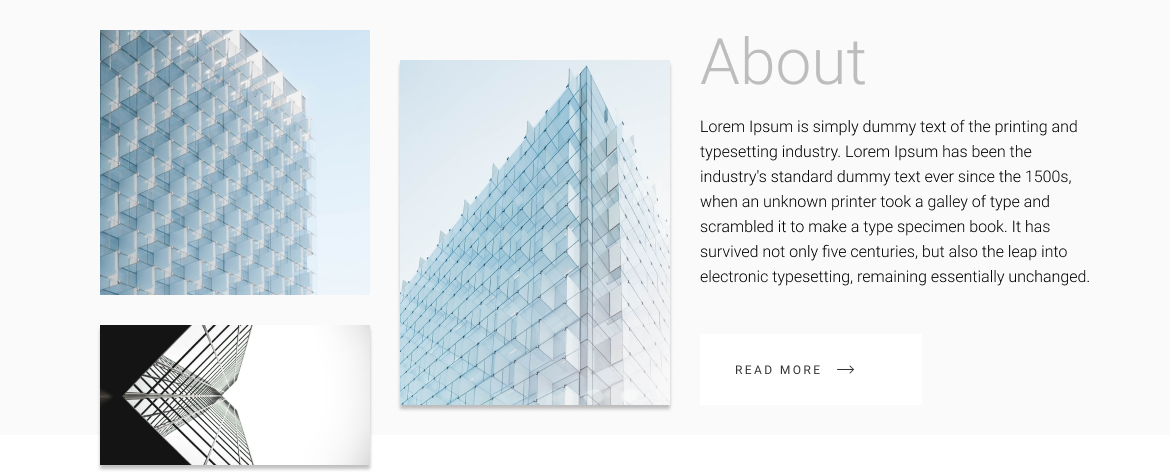 About
Lorem Ipsum is simply dummy text of the printing and
typesetting industry. Lorem Ipsum has been the
industry's standard dummy text ever since the 1500s,
when an unknown printer took a galley of type and
scrambled it to make a type specimen book. It has
survived not only five centuries, but also the leap into
electronic typesetting, remaining essentially unchanged.
READ MORE